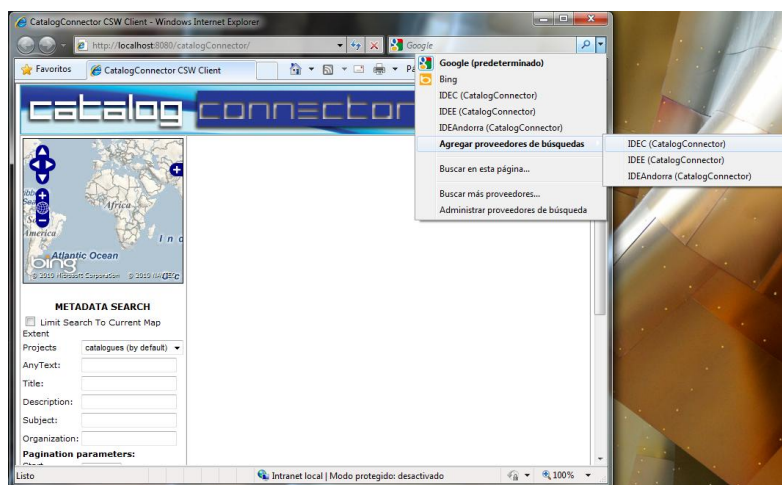 CatalogConnector CSW Client - Windows Internet Explorer
http://localhost:8080/catalogConnector/
Google
Favoritos
CatalogConnector CSW Client
catalog connector
Google (predeterminado)
Bing
IDEC (CatalogConnector)
IDEE (CatalogConnector)
IDEAndorra (CatalogConnector)
Agregar proveedores de búsquedas
Buscar en esta página...
Buscar más proveedores...
Administrar proveedores de búsqueda
IDEC (CatalogConnector)
IDEE (CatalogConnector)
IDEAndorra (CatalogConnector)
Africa
Atlantic Ocean
bing
METADATA SEARCH
Limit Search To Current Map
Extent
Projects
catalogues (by default)
AnyText:
Title:
Description:
Subject:
Organization:
Pagination parameters:
Listo
Intranet local | Modo protegido: desactivado
100%